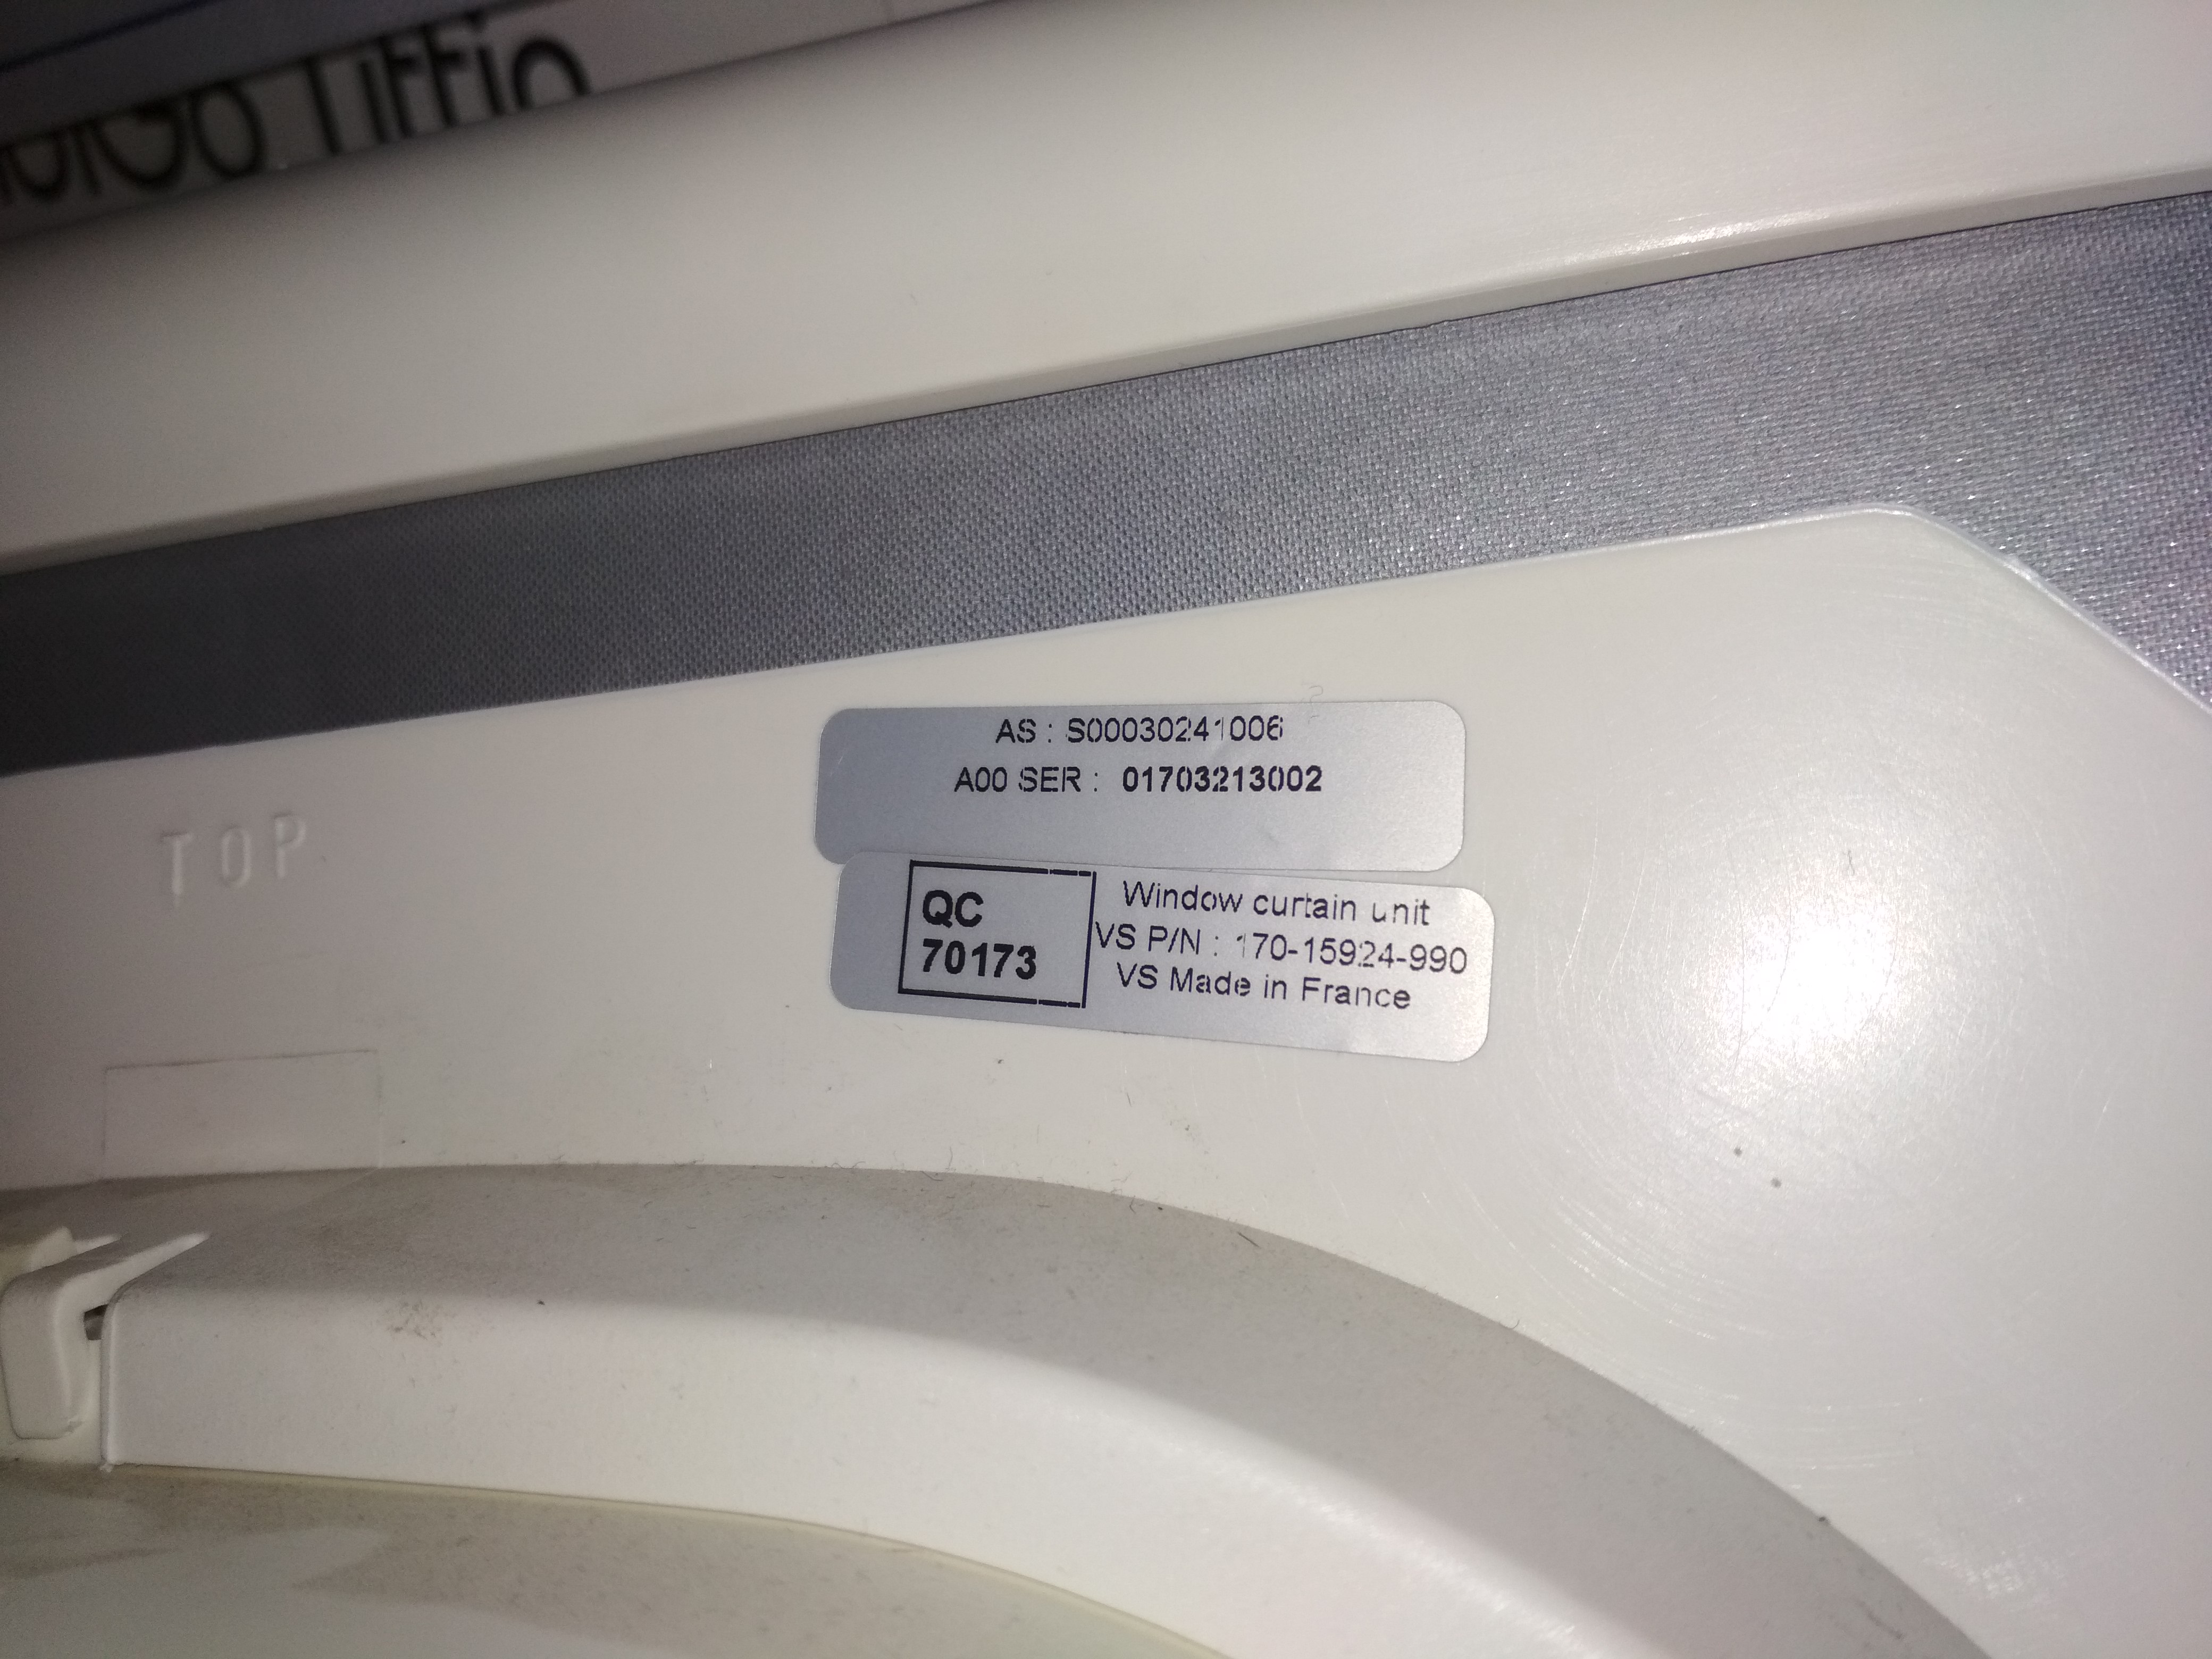 Tiffin
AS : S00030241006
A00 SER : 01703213002
TOP
QC
70173
Window curtain unit
VS P/N : 170-15924-990
VS Made in France